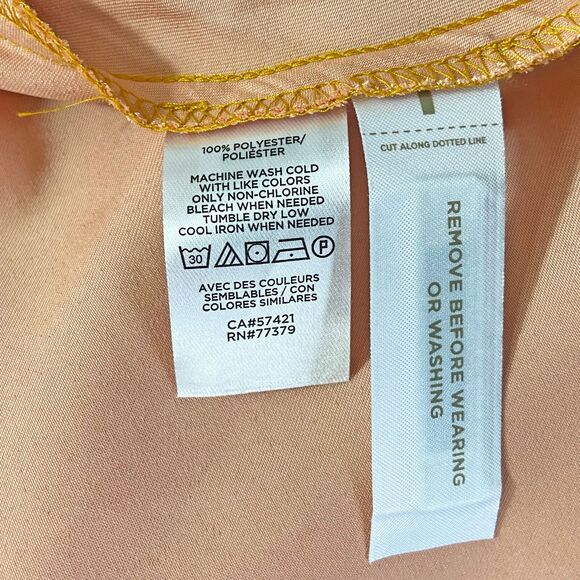 100% POLYESTER/
POLIÉSTER
MACHINE WASH COLD
WITH LIKE COLORS
ONLY NON-CHLORINE
BLEACH WHEN NEEDED
TUMBLE DRY LOW
COOL IRON WHEN NEEDED
30
P
AVEC DES COULEURS
SEMBLABLES / CON
COLORES SIMILARES
CA#57421
RN#77379
CUT ALONG DOTTED LINE
REMOVE BEFORE WEARING
OR WASHING